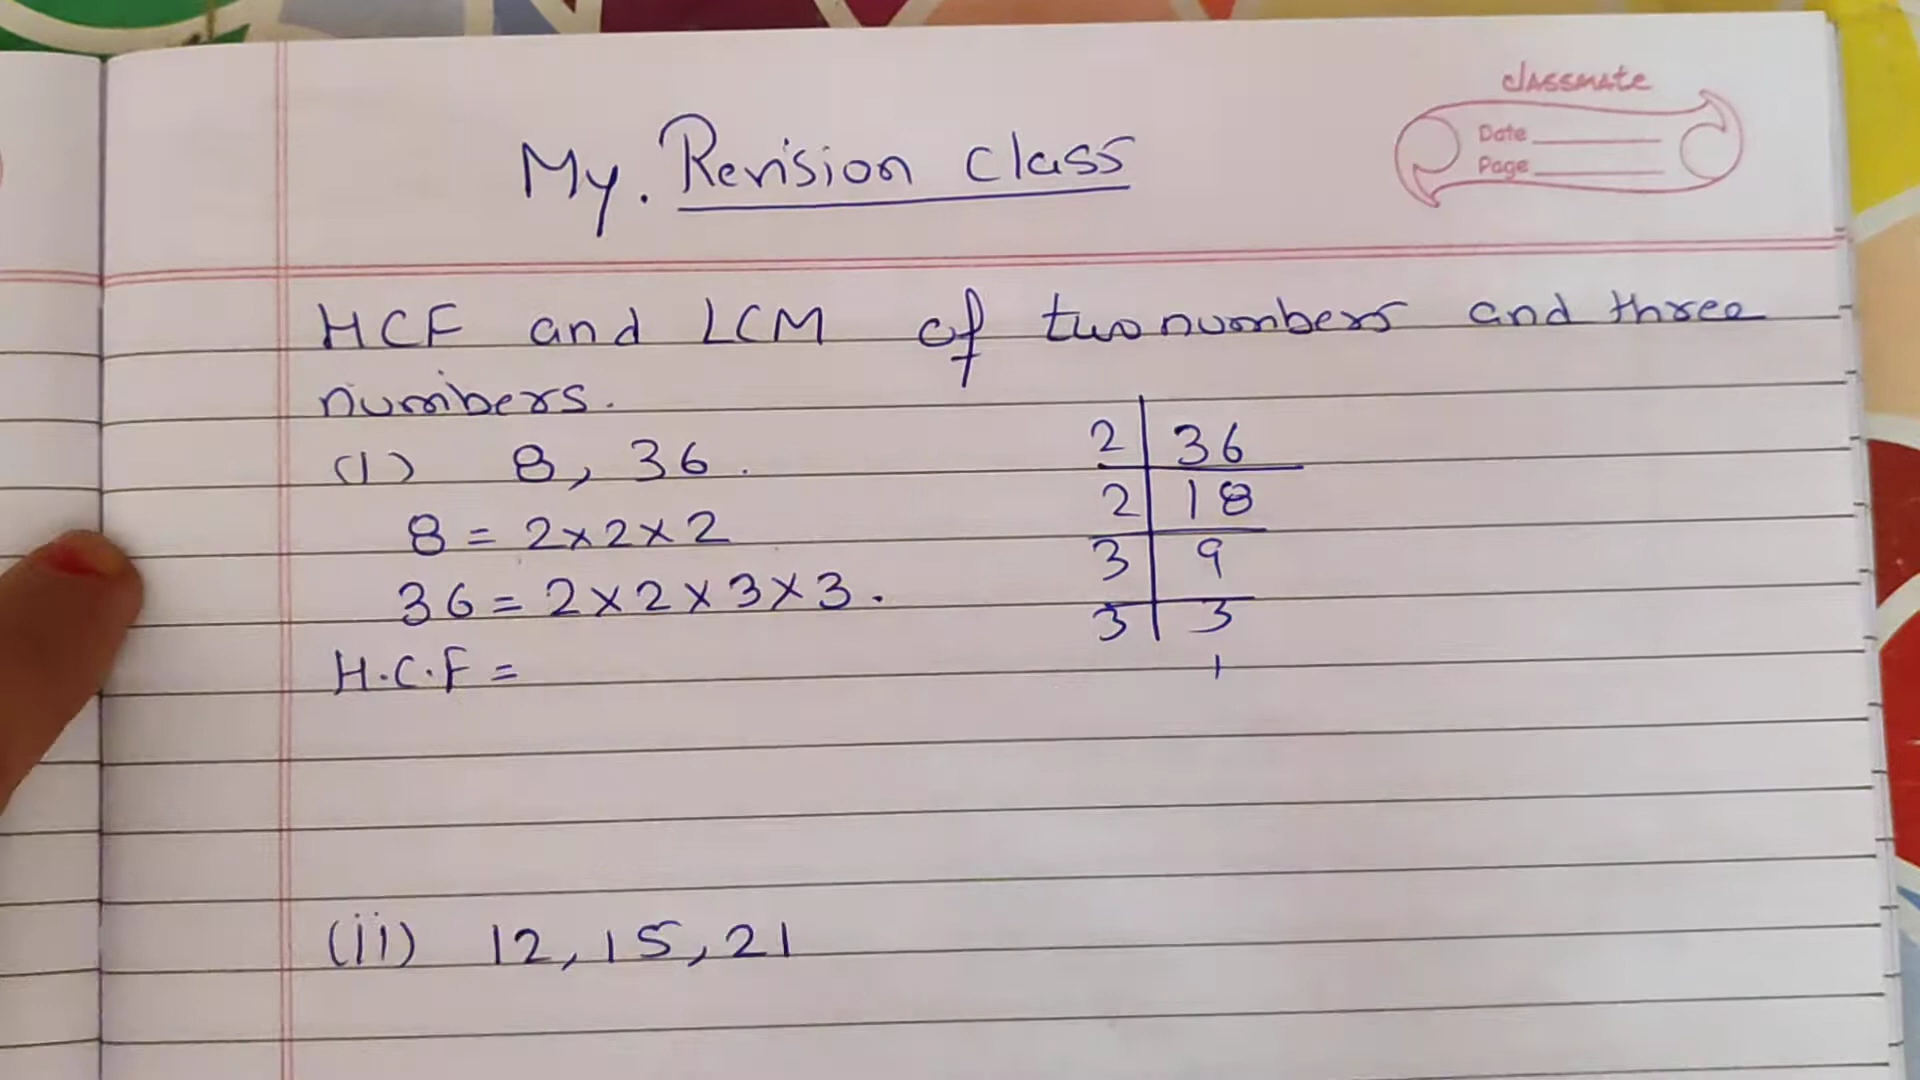 classmate
Date
Page
My. Revision class
HCF and LCM of two numbers and three
numbers.
(1) 8, 36.
8 = 2×2×2
36 = 2×2×3×3.
H.C.F =
2 | 36
2 | 18
3 | 9
3 | 3
1
(ii) 12, 15, 21